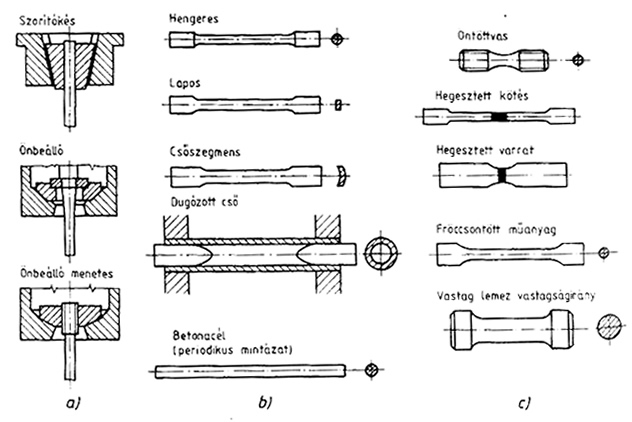 Szorítókés
Önbeálló
Önbeálló menetes
a)
Hengeres
Lapos
Csőszegmens
Dugózott cső
Betonacél
(periodikus mintázat)
b)
Öntöttvas
Hegesztett kötés
Hegesztett varrat
Fröccsöntött műanyag
Vastag lemez vastagságirány
c)